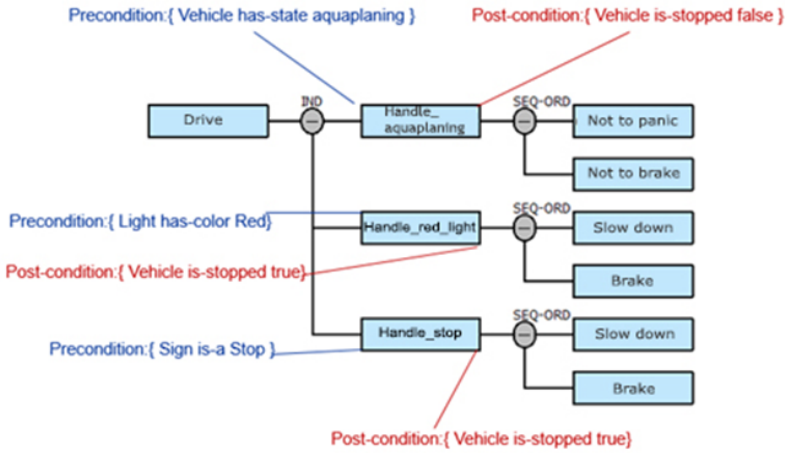 Precondition:{ Vehicle has-state aquaplaning }
Post-condition:{ Vehicle is-stopped false }
IND
SEQ-ORD
Drive
Handle_
aquaplaning
Not to panic
Not to brake
SEQ-ORD
Precondition:{ Light has-color Red}
Handle_red_light
Slow down
Post-condition:{ Vehicle is-stopped true}
Brake
SEQ-ORD
Handle_stop
Slow down
Precondition:{ Sign is-a Stop }
Brake
Post-condition:{ Vehicle is-stopped true}